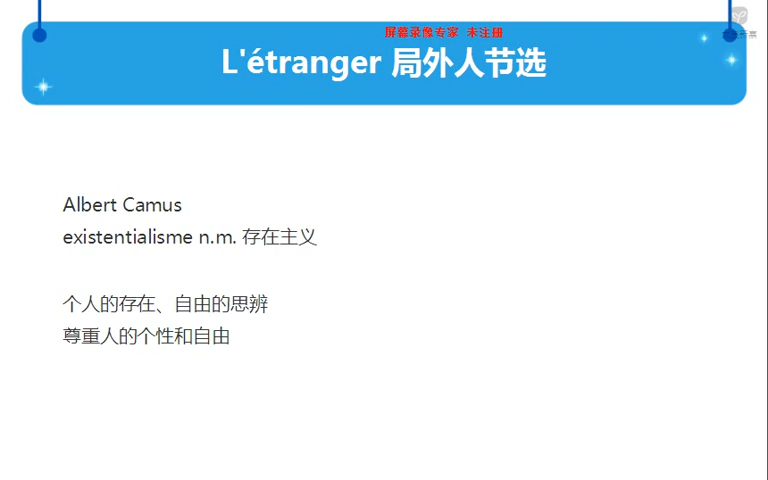 屏幕录像专家 未注册
L'étranger 局外人节选
Albert Camus
existentialisme n.m. 存在主义
个人的存在、自由的思辨
尊重人的个性和自由